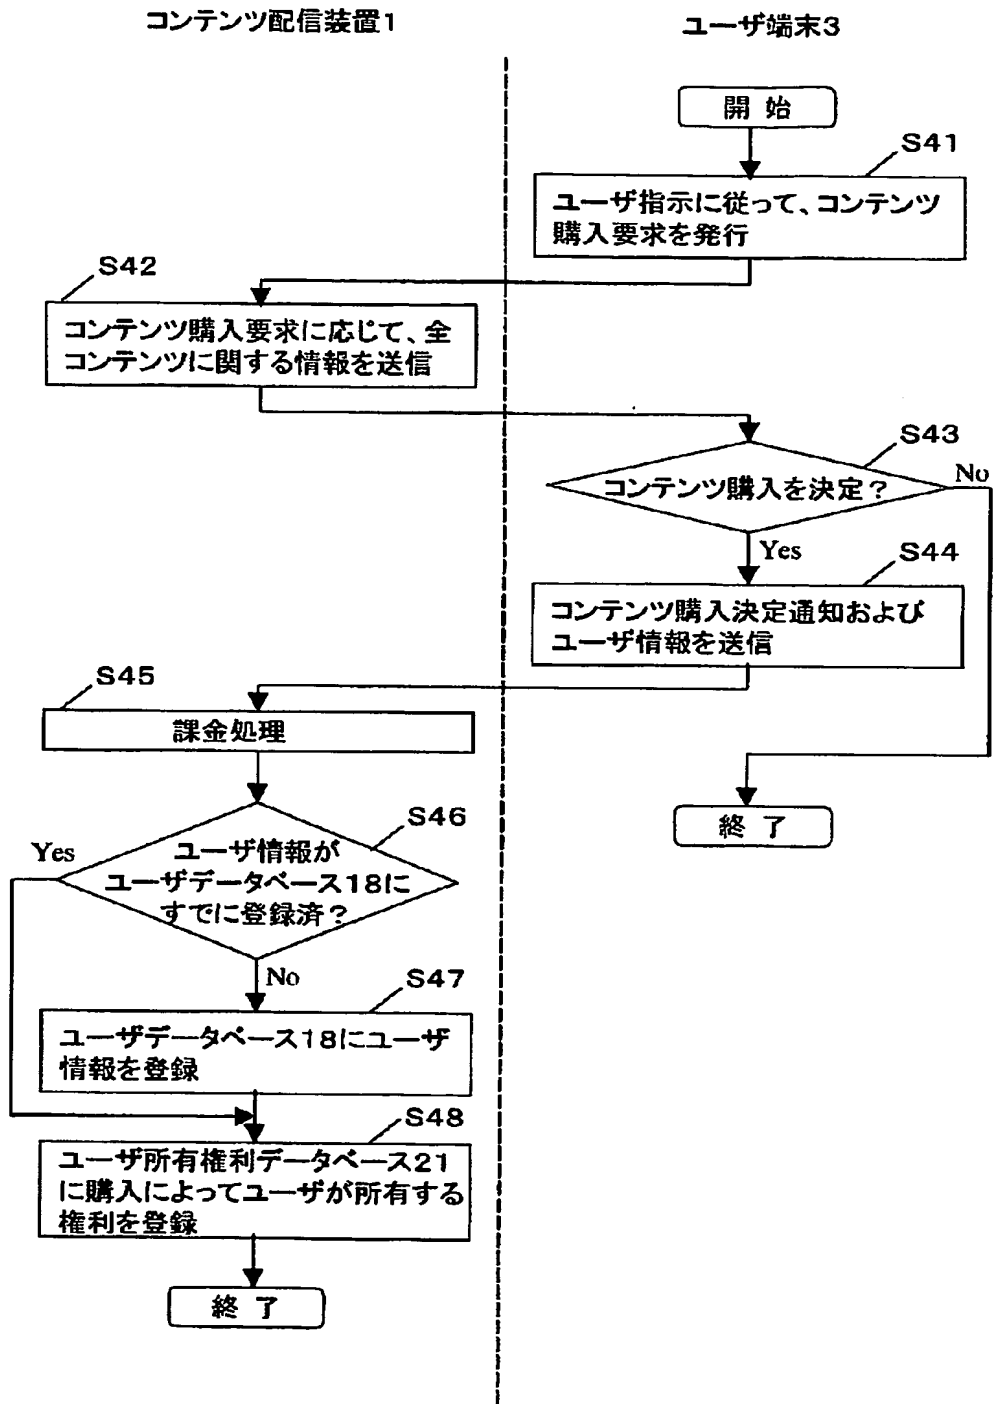 コンテンツ配信装置1
ユーザ端末3
開 始
S41
ユーザ指示に従って、コンテンツ
購入要求を発行
S42
コンテンツ購入要求に応じて、全
コンテンツに関する情報を送信
S43
コンテンツ購入を決定?
No
Yes
S44
コンテンツ購入決定通知および
ユーザ情報を送信
S45
課金処理
終 了
S46
ユーザ情報が
ユーザデータベース18に
すでに登録済?
Yes
No
S47
ユーザデータベース18にユーザ
情報を登録
S48
ユーザ所有権利データベース21
に購入によってユーザが所有する
権利を登録
終 了